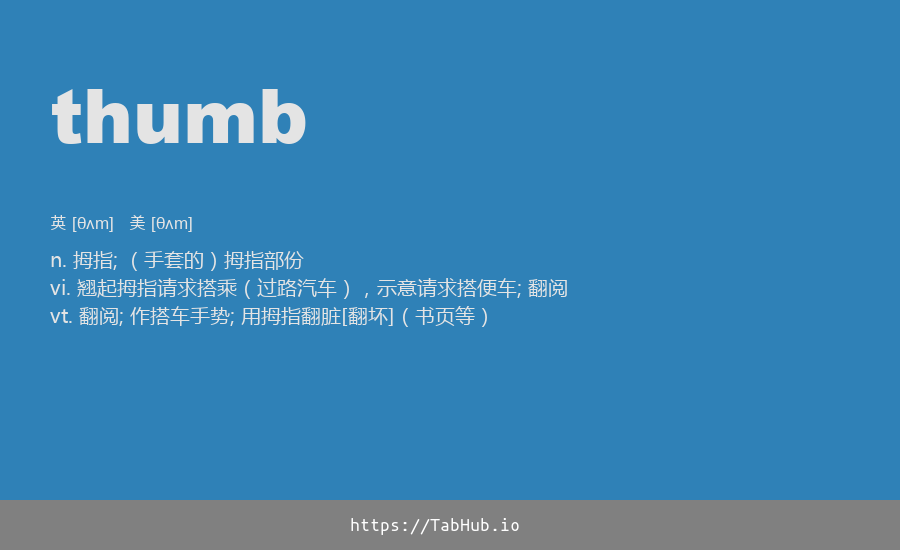 thumb
英 [θʌm] 美 [θʌm]
n. 拇指; （手套的）拇指部份
vi. 翘起拇指请求搭乘（过路汽车），示意请求搭便车; 翻阅
vt. 翻阅; 作搭车手势; 用拇指翻脏[翻坏]（书页等）
https://TabHub.io